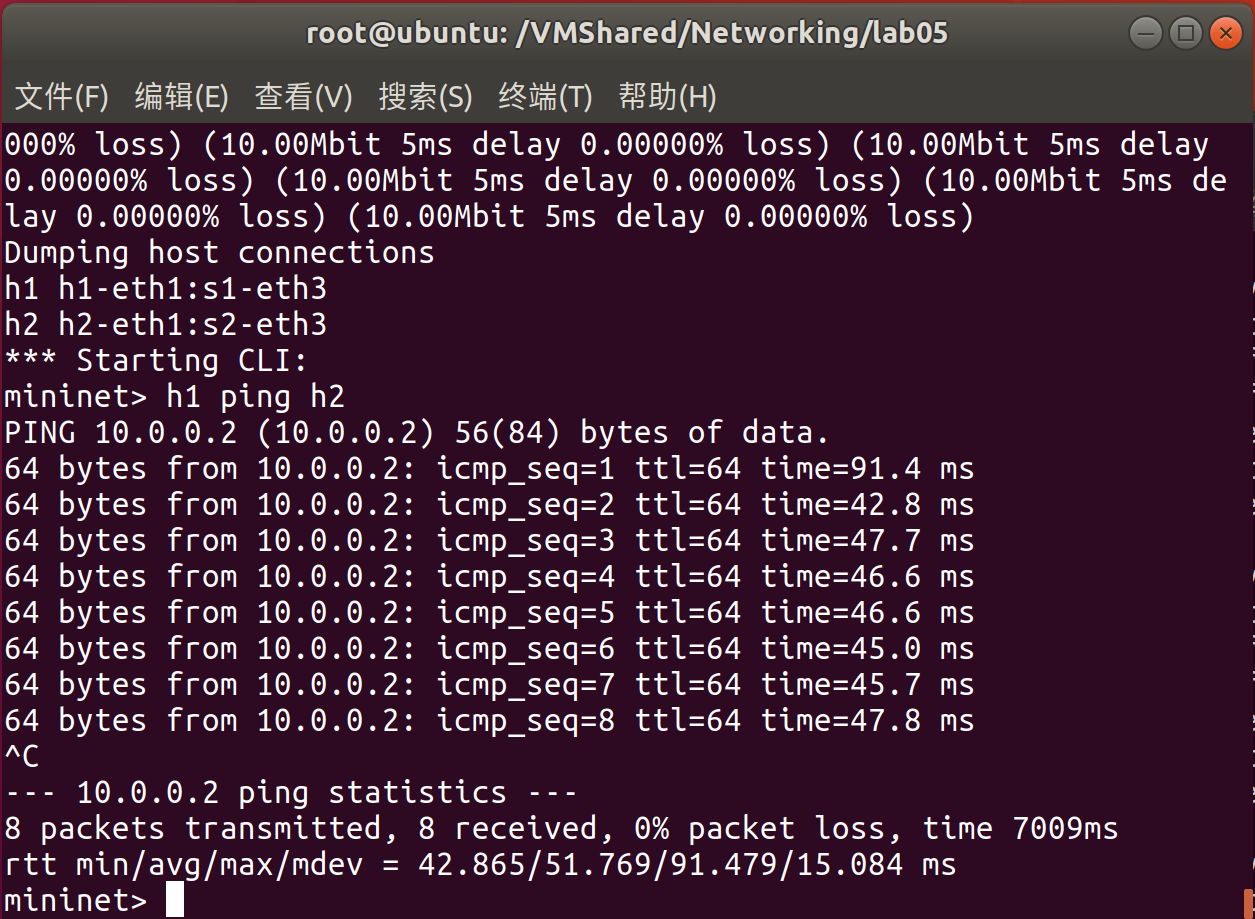 root@ubuntu: /VMShared/Networking/lab05
文件(F) 编辑(E) 查看(V) 搜索(S) 终端(T) 帮助(H)
000% loss) (10.00Mbit 5ms delay 0.00000% loss) (10.00Mbit 5ms delay
0.00000% loss) (10.00Mbit 5ms delay 0.00000% loss) (10.00Mbit 5ms de
lay 0.00000% loss) (10.00Mbit 5ms delay 0.00000% loss)
Dumping host connections
h1 h1-eth1:s1-eth3
h2 h2-eth1:s2-eth3
*** Starting CLI:
mininet> h1 ping h2
PING 10.0.0.2 (10.0.0.2) 56(84) bytes of data.
64 bytes from 10.0.0.2: icmp_seq=1 ttl=64 time=91.4 ms
64 bytes from 10.0.0.2: icmp_seq=2 ttl=64 time=42.8 ms
64 bytes from 10.0.0.2: icmp_seq=3 ttl=64 time=47.7 ms
64 bytes from 10.0.0.2: icmp_seq=4 ttl=64 time=46.6 ms
64 bytes from 10.0.0.2: icmp_seq=5 ttl=64 time=46.6 ms
64 bytes from 10.0.0.2: icmp_seq=6 ttl=64 time=45.0 ms
64 bytes from 10.0.0.2: icmp_seq=7 ttl=64 time=45.7 ms
64 bytes from 10.0.0.2: icmp_seq=8 ttl=64 time=47.8 ms
^C
--- 10.0.0.2 ping statistics ---
8 packets transmitted, 8 received, 0% packet loss, time 7009ms
rtt min/avg/max/mdev = 42.865/51.769/91.479/15.084 ms
mininet>